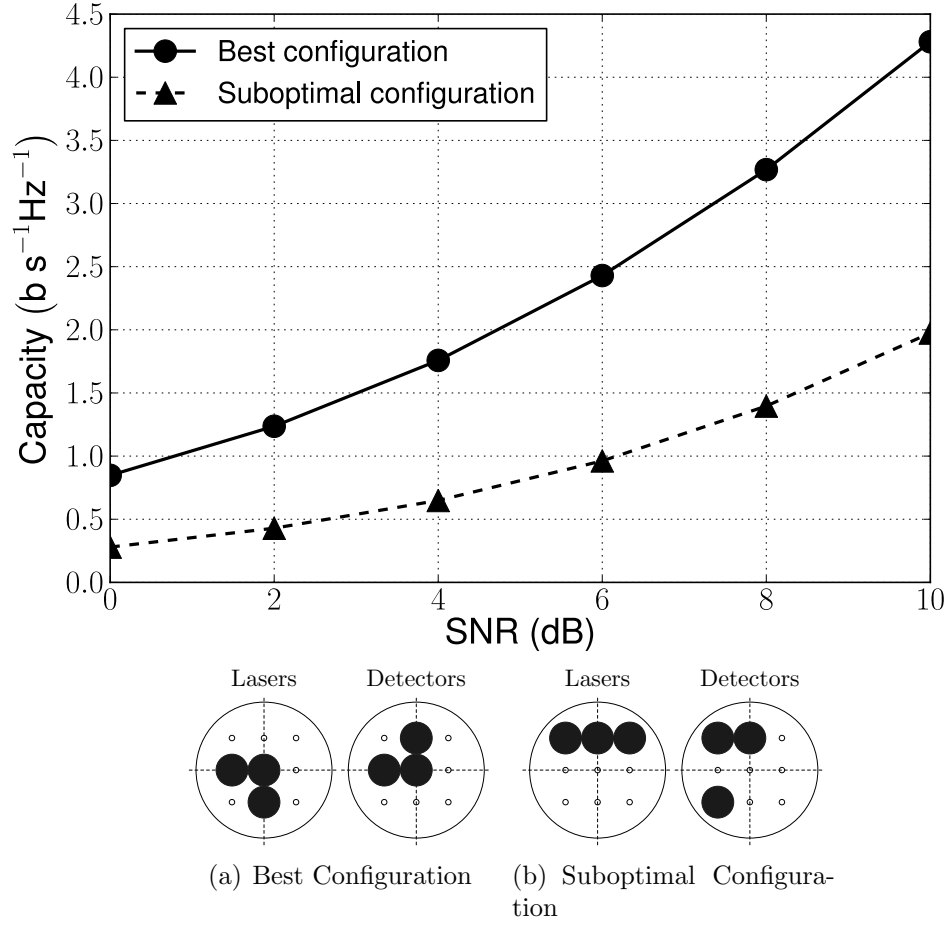 4.5
4.0
3.5
3.0
2.5
2.0
1.5
1.0
0.5
0.0
Capacity (b s⁻¹Hz⁻¹)
Best configuration
Suboptimal configuration
0 2 4 6 8 10
SNR (dB)
Lasers Detectors Lasers Detectors
(a) Best Configuration
(b) Suboptimal Configura-
tion